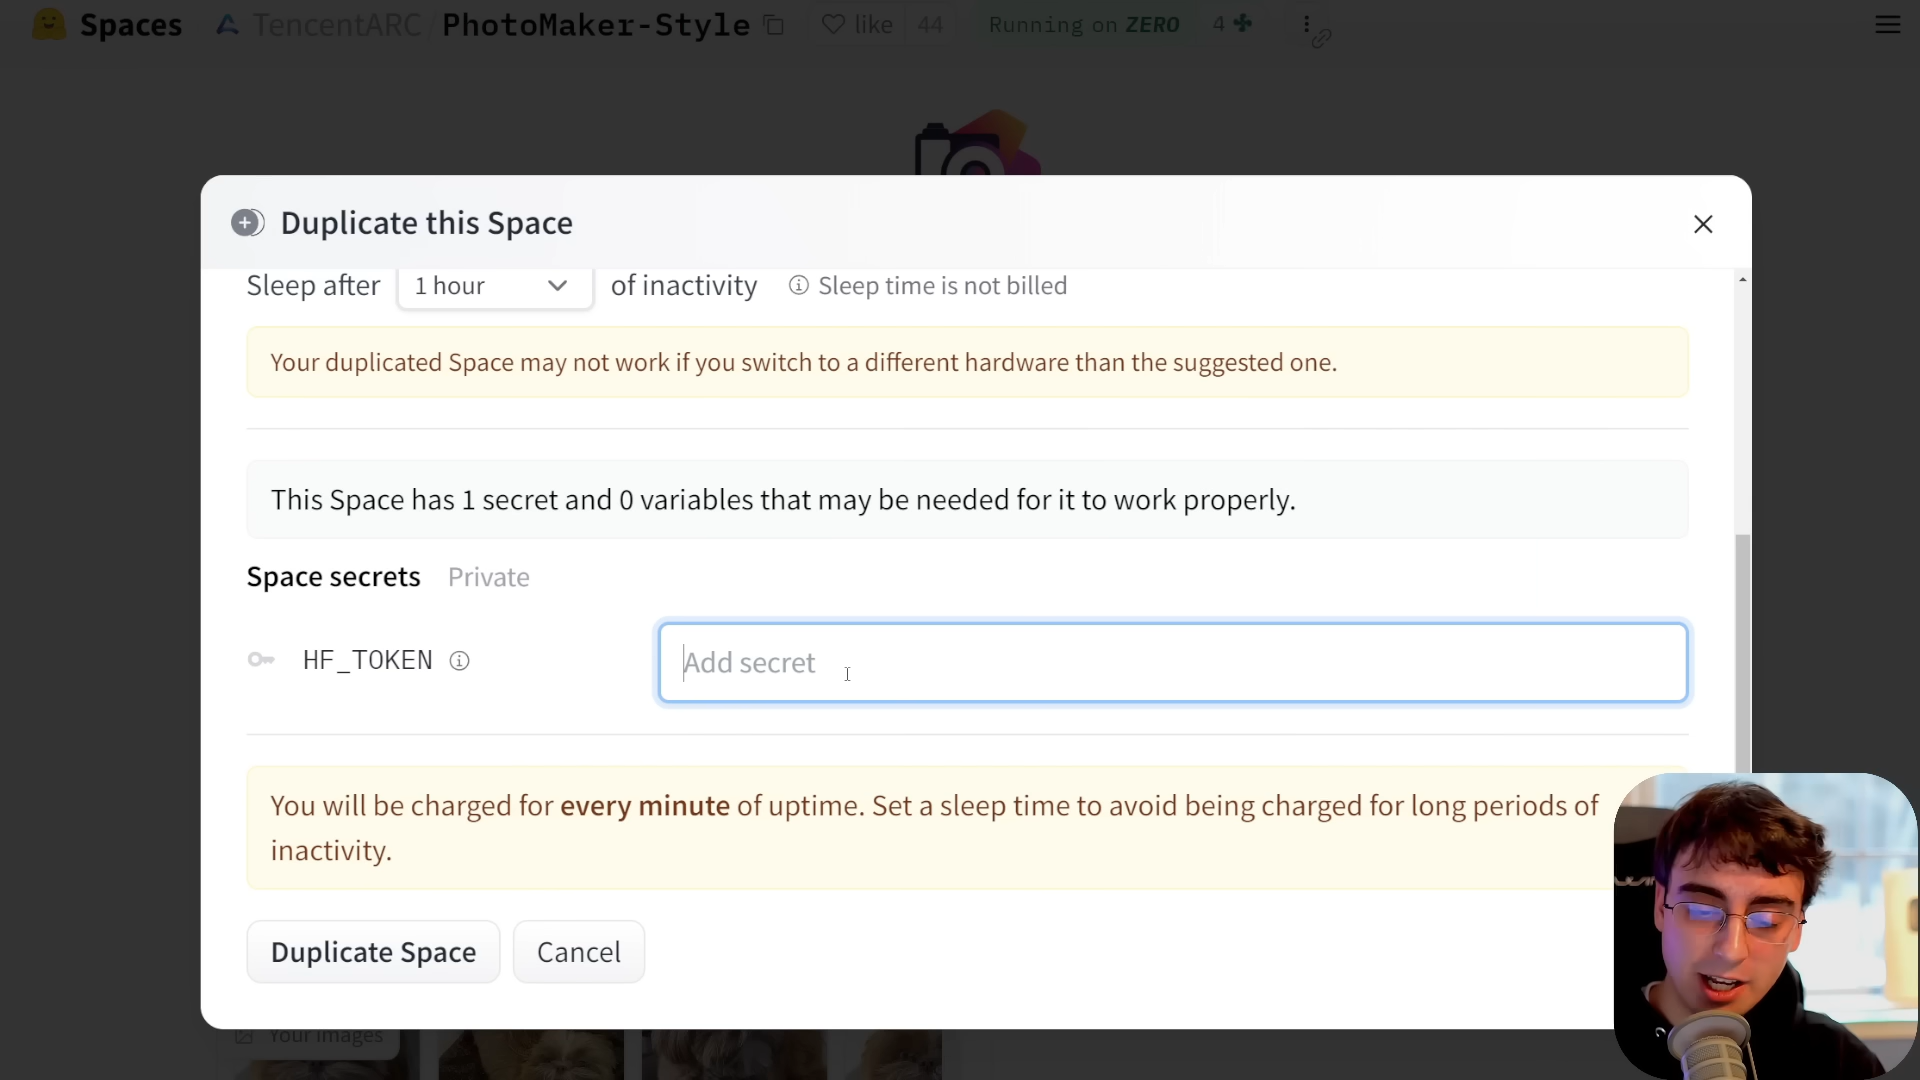 Spaces TencentARC / PhotoMaker-Style like 44 Running on ZERO 4
Duplicate this Space
Sleep after 1 hour of inactivity Sleep time is not billed
Your duplicated Space may not work if you switch to a different hardware than the suggested one.
This Space has 1 secret and 0 variables that may be needed for it to work properly.
Space secrets Private
HF_TOKEN Add secret
You will be charged for every minute of uptime. Set a sleep time to avoid being charged for long periods of
inactivity.
Duplicate Space Cancel
Your images